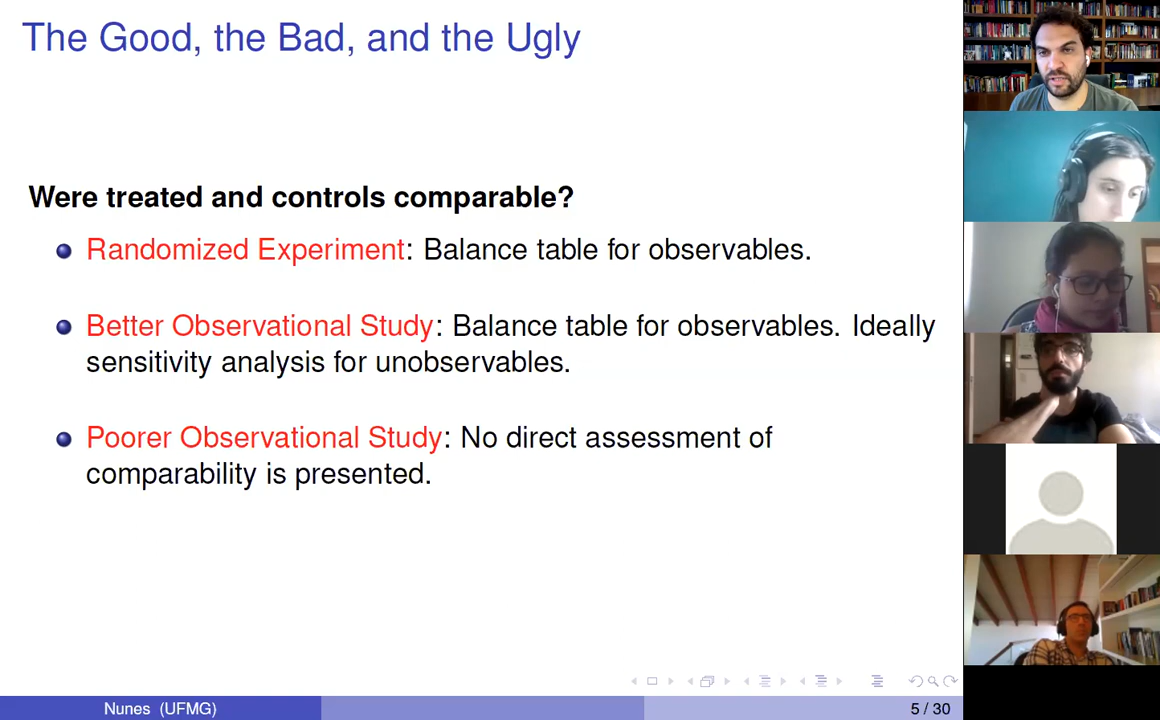 The Good, the Bad, and the Ugly
Were treated and controls comparable?
Randomized Experiment: Balance table for observables.
Better Observational Study: Balance table for observables. Ideally
sensitivity analysis for unobservables.
Poorer Observational Study: No direct assessment of
comparability is presented.
Nunes (UFMG)
5 / 30